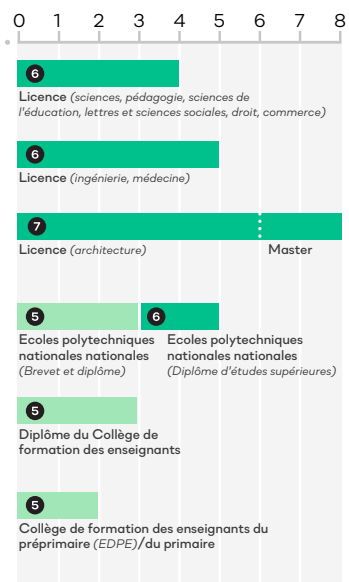 0 1 2 3 4 5 6 7 8
6
Licence (sciences, pédagogie, sciences de
l'éducation, lettres et sciences sociales, droit, commerce)
6
Licence (ingénierie, médecine)
7
Licence (architecture) Master
5 6
Ecoles polytechniques Ecoles polytechniques
nationales nationales nationales nationales
(Brevet et diplôme) (Diplôme d'études supérieures)
5
Diplôme du Collège de
formation des enseignants
5
Collège de formation des enseignants du
préprimaire (EDPE)/du primaire